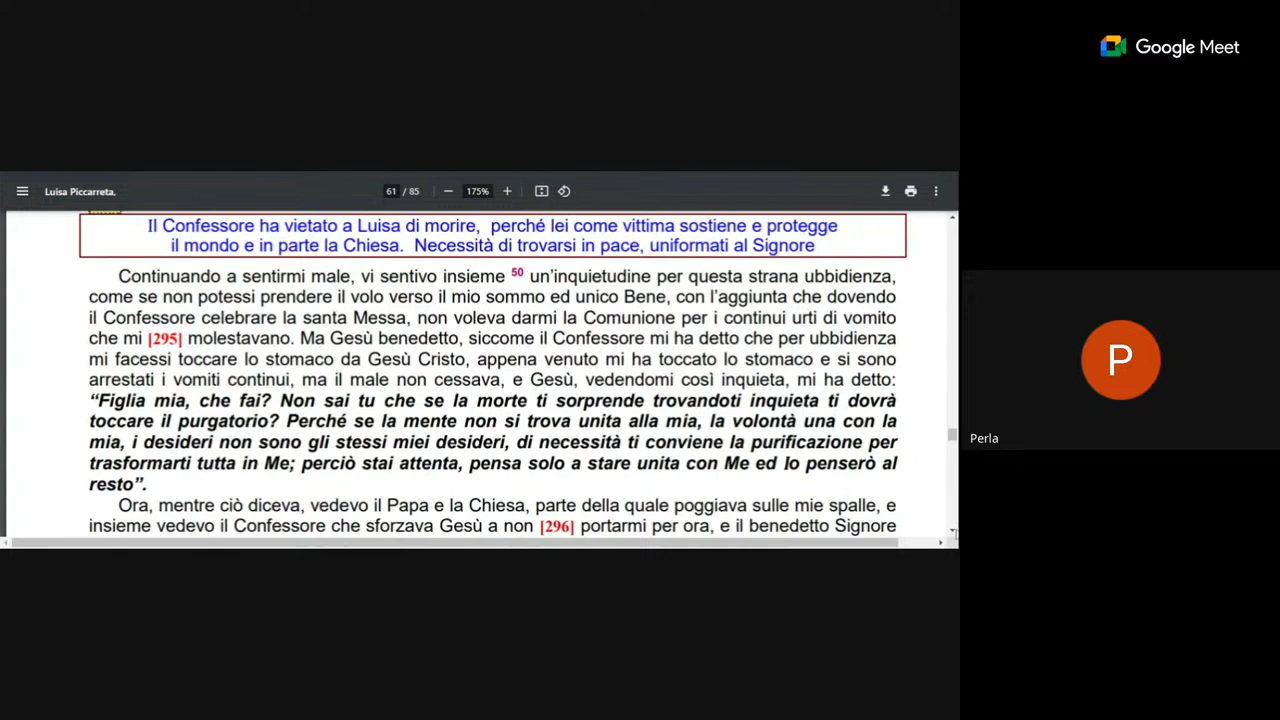 Google Meet
Luisa Piccarreta.
61 / 85
175%
Il Confessore ha vietato a Luisa di morire, perché lei come vittima sostiene e protegge
il mondo e in parte la Chiesa. Necessità di trovarsi in pace, uniformati al Signore
Continuando a sentirmi male, vi sentivo insieme 50 un'inquietudine per questa strana ubbidienza,
come se non potessi prendere il volo verso il mio sommo ed unico Bene, con l'aggiunta che dovendo
il Confessore celebrare la santa Messa, non voleva darmi la Comunione per i continui urti di vomito
che mi [295] molestavano. Ma Gesù benedetto, siccome il Confessore mi ha detto che per ubbidienza
mi facessi toccare lo stomaco da Gesù Cristo, appena venuto mi ha toccato lo stomaco e si sono
arrestati i vomiti continui, ma il male non cessava, e Gesù, vedendomi così inquieta, mi ha detto:
“Figlia mia, che fai? Non sai tu che se la morte ti sorprende trovandoti inquieta ti dovrà
toccare il purgatorio? Perché se la mente non si trova unita alla mia, la volontà una con la
mia, i desideri non sono gli stessi miei desideri, di necessità ti conviene la purificazione per
trasformarti tutta in Me; perciò stai attenta, pensa solo a stare unita con Me ed Io penserò al
resto”.
Ora, mentre ciò diceva, vedevo il Papa e la Chiesa, parte della quale poggiava sulle mie spalle, e
insieme vedevo il Confessore che sforzava Gesù a non [296] portarmi per ora, e il benedetto Signore
P
Perla